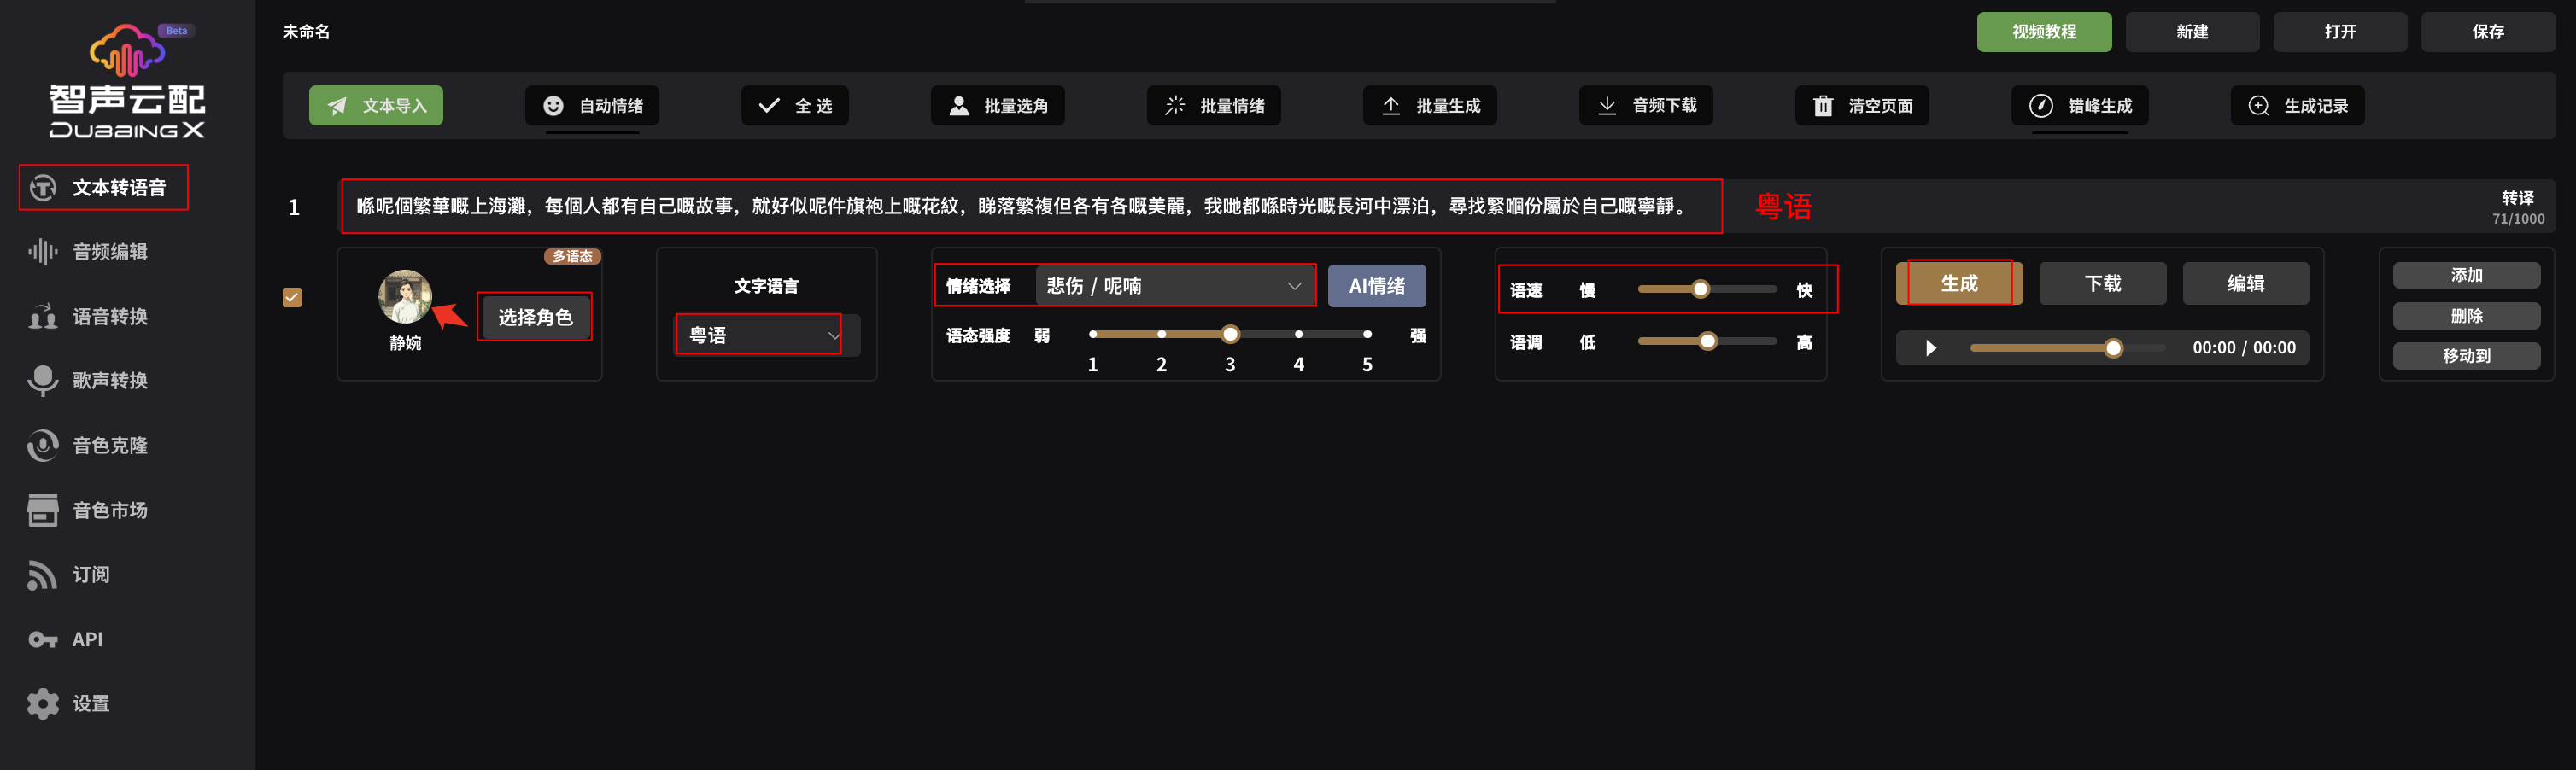 Beta
智声云配
DUBBINGX
文本转语音
音频编辑
语音转换
歌声转换
音色克隆
音色市场
订阅
API
设置
未命名
视频教程 新建 打开 保存
文本导入 自动情绪 全 选 批量选角 批量情绪 批量生成 音频下载 清空页面 错峰生成 生成记录
1
喺呢個繁華嘅上海灘，每個人都有自己嘅故事，就好似呢件旗袍上嘅花紋，睇落繁複但各有各嘅美麗，我哋都喺時光嘅長河中漂泊，尋找緊嗰份屬於自己嘅寧靜。
粤语
转译
71/1000
多语态
静婉
选择角色
文字语言
粤语
情绪选择 悲伤 / 呢喃 AI情绪
语态强度 弱 强
1 2 3 4 5
语速 慢 快
语调 低 高
生成 下载 编辑
00:00 / 00:00
添加
删除
移动到